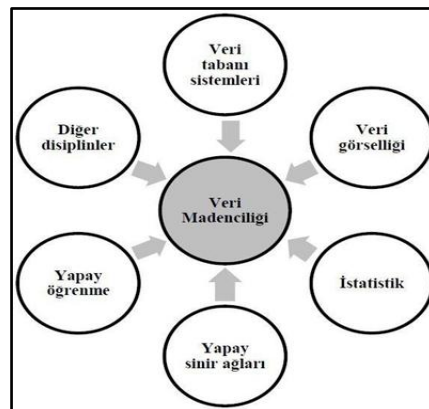 Veri
tabanı
sistemleri
Diğer
disiplinler
Veri
görselliği
Veri
Madenciliği
Yapay
öğrenme
İstatistik
Yapay
sinir ağları